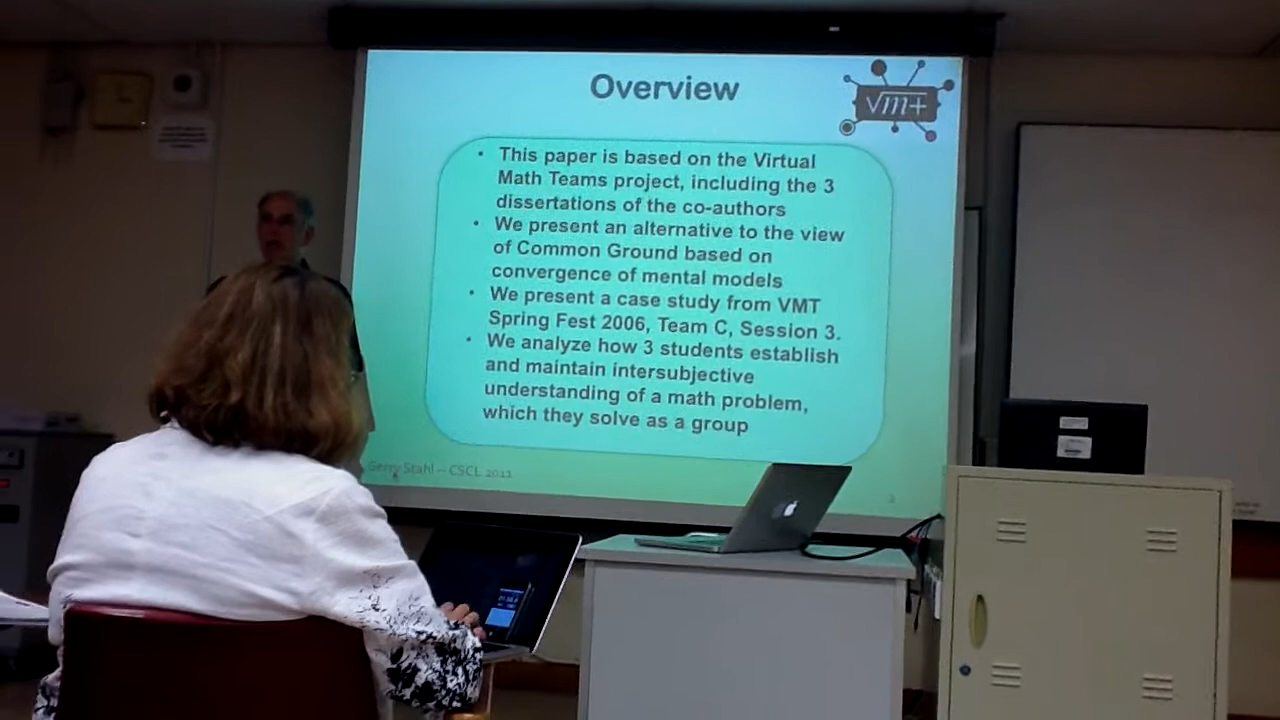 Overview
√m+
• This paper is based on the Virtual
Math Teams project, including the 3
dissertations of the co-authors
• We present an alternative to the view
of Common Ground based on
convergence of mental models
• We present a case study from VMT
Spring Fest 2006, Team C, Session 3.
• We analyze how 3 students establish
and maintain intersubjective
understanding of a math problem,
which they solve as a group
Gerry Stahl – CSCL